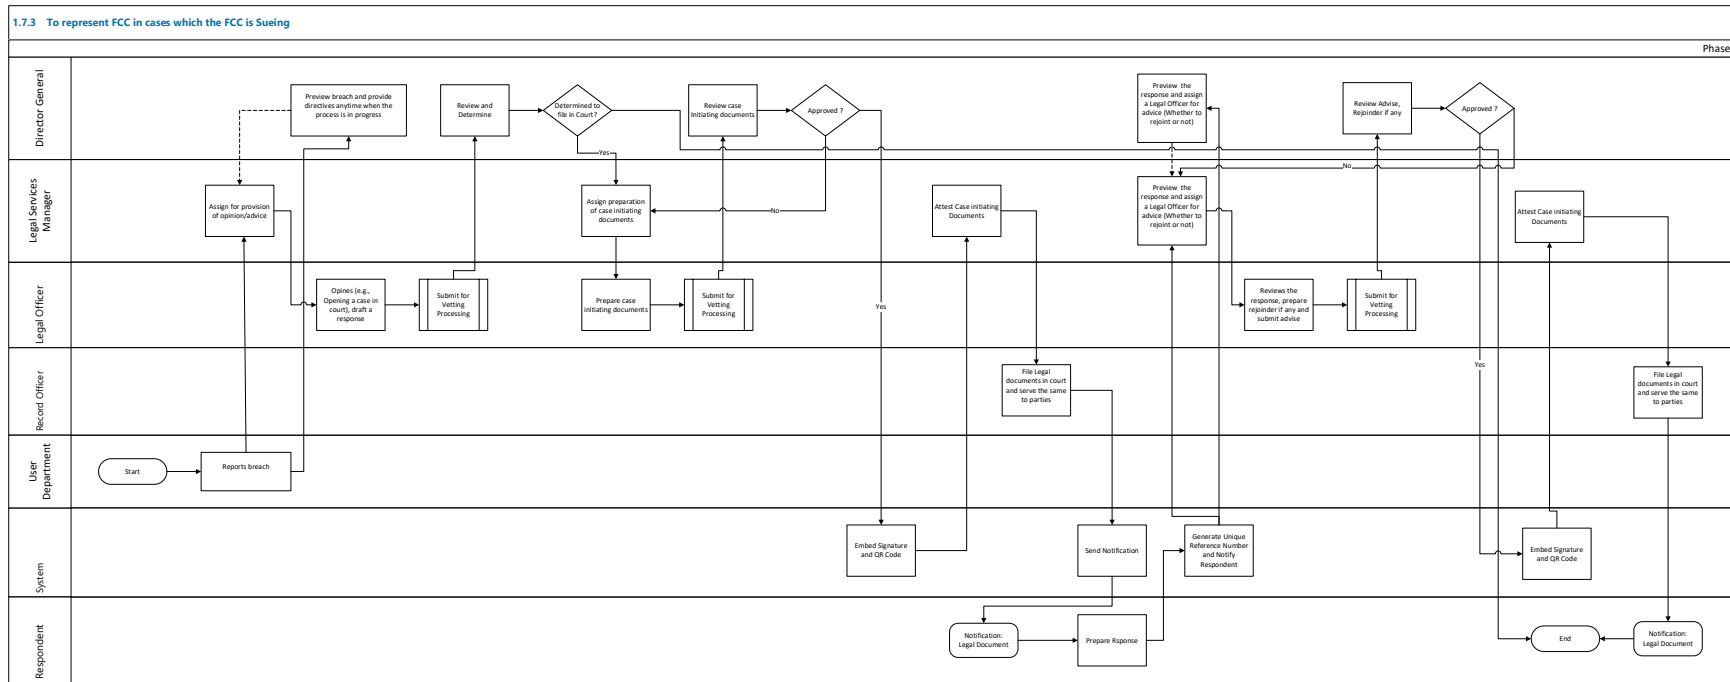 1.7.3 To represent FCC in cases which the FCC is Sueing
Phase
Director General
Preview breach and provide
directives anytime when the
process is in progress
Review and
Determine
Determined to
file in Court?
Yes
Review case
Initiating documents
Approved ?
Preview the
response and assign
a Legal Officer for
advice (Whether to
rejoint or not)
Review Advise,
Rejoinder if any
Approved ?
No
Legal Services
Manager
Assign for provision
of opinion/advice
Assign preparation
of case initiating
documents
No
Attest Case initiating
Documents
Preview the
response and assign
a Legal Officer for
advice (Whether to
rejoint or not)
Attest Case initiating
Documents
Legal Officer
Opines (e.g.,
Opening a case in
court), draft a
response
Submit for
Vetting
Processing
Prepare case
initiating documents
Submit for
Vetting
Processing
Yes
Reviews the
response, prepare
rejoinder if any and
submit advise
Submit for
Vetting
Processing
Record Officer
File Legal
documents in court
and serve the same
to parties
Yes
File Legal
documents in court
and serve the same
to parties
User
Department
Start
Reports breach
System
Embed Signature
and QR Code
Send Notification
Generate Unique
Reference Number
and Notify
Respondent
Embed Signature
and QR Code
Respondent
Notification:
Legal Document
Prepare Rsponse
End
Notification:
Legal Document